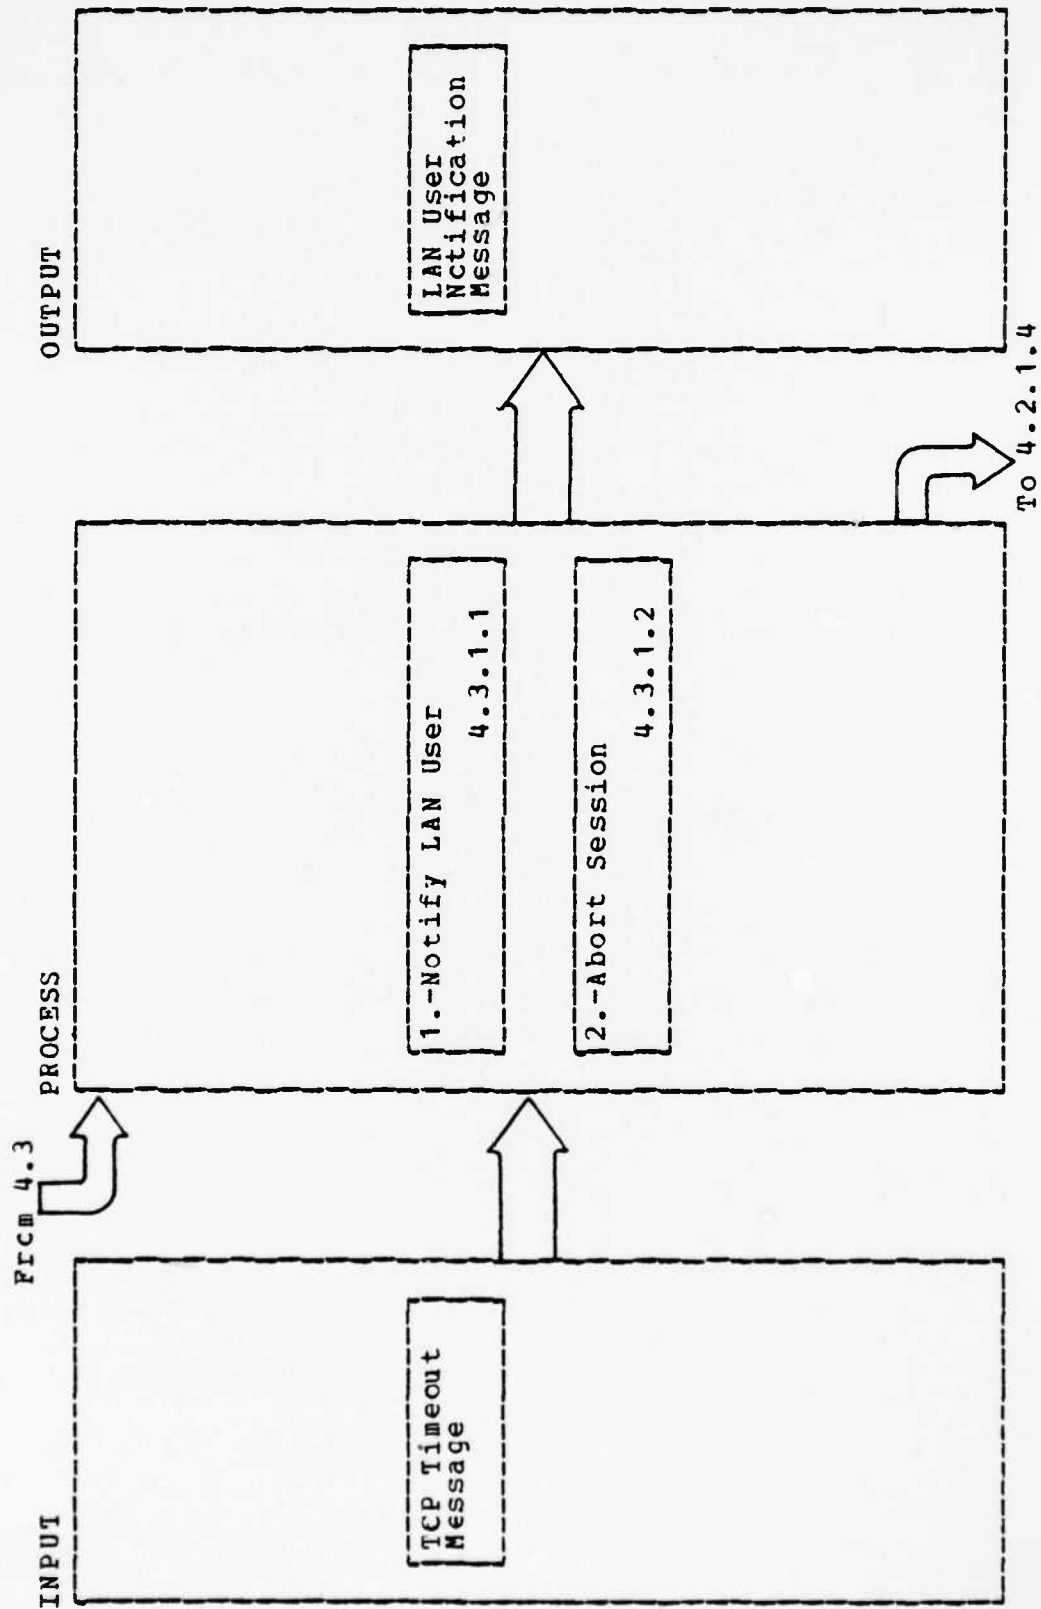 From 4.3
INPUT
TCP Timeout
Message
PROCESS
1.-Notify LAN User
4.3.1.1
2.-Abort Session
4.3.1.2
OUTPUT
LAN User
Notification
Message
To 4.2.1.4